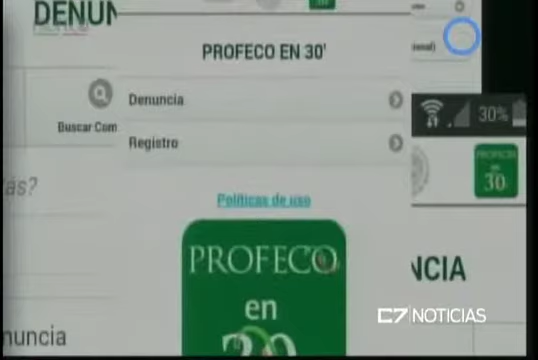 DENUN
PROFECO EN 30'
Buscar Com
Denuncia
Registro
30%
PROFECO
en
30
Políticas de uso
ás?
PROFECO
en
30
NCIA
nuncia
C7 NOTICIAS